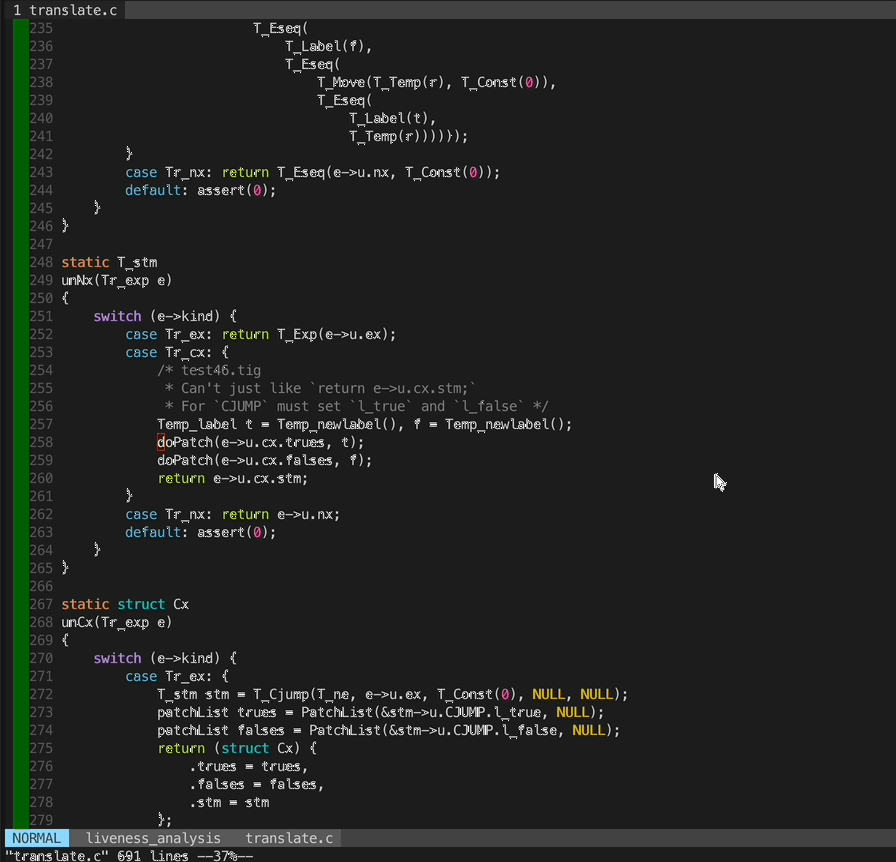 1 translate.c
235                         T_Eseq(
236                             T_Label(f),
237                             T_Eseq(
238                                 T_Move(T_Temp(r), T_Const(0)),
239                                 T_Eseq(
240                                     T_Label(t),
241                                     T_Temp(r))))});
242         }
243         case Tr_nx: return T_Eseq(e->u.nx, T_Const(0));
244         default: assert(0);
245     }
246 }
247
248 static T_stm
249 unNx(Tr_exp e)
250 {
251     switch (e->kind) {
252         case Tr_ex: return T_Exp(e->u.ex);
253         case Tr_cx: {
254             /* test46.tig
255              * Can't just like `return e->u.cx.stm;`
256              * For `CJUMP` must set `l_true` and `l_false` */
257             Temp_label t = Temp_newlabel(), f = Temp_newlabel();
258             doPatch(e->u.cx.trues, t);
259             doPatch(e->u.cx.falses, f);
260             return e->u.cx.stm;
261         }
262         case Tr_nx: return e->u.nx;
263         default: assert(0);
264     }
265 }
266
267 static struct Cx
268 unCx(Tr_exp e)
269 {
270     switch (e->kind) {
271         case Tr_ex: {
272             T_stm stm = T_Cjump(T_ne, e->u.ex, T_Const(0), NULL, NULL);
273             patchList trues = PatchList(&stm->u.CJUMP.l_true, NULL);
274             patchList falses = PatchList(&stm->u.CJUMP.l_false, NULL);
275             return (struct Cx) {
276                 .trues = trues,
277                 .falses = falses,
278                 .stm = stm
279             };
NORMAL liveness_analysis translate.c
"translate.c" 691 lines --37%--